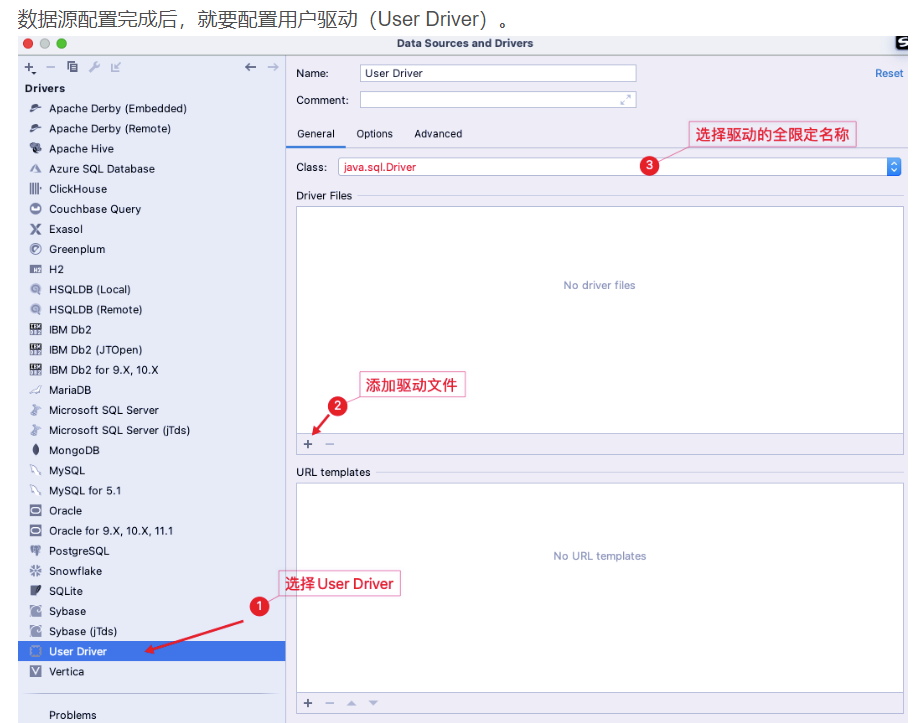 数据源配置完成后，就要配置用户驱动（User Driver）。
Data Sources and Drivers
Drivers
Apache Derby (Embedded)
Apache Derby (Remote)
Apache Hive
Azure SQL Database
ClickHouse
Couchbase Query
Exasol
Greenplum
H2
HSQLDB (Local)
HSQLDB (Remote)
IBM Db2
IBM Db2 (JTOpen)
IBM Db2 for 9.X, 10.X
MariaDB
Microsoft SQL Server
Microsoft SQL Server (jTds)
MongoDB
MySQL
MySQL for 5.1
Oracle
Oracle for 9.X, 10.X, 11.1
PostgreSQL
Snowflake
SQLite
Sybase
Sybase (jTds)
User Driver
Vertica
Problems
1
选择User Driver
Name: User Driver
Reset
Comment:
General Options Advanced
选择驱动的全限定名称
3
Class: java.sql.Driver
Driver Files
No driver files
添加驱动文件
2
URL templates
No URL templates